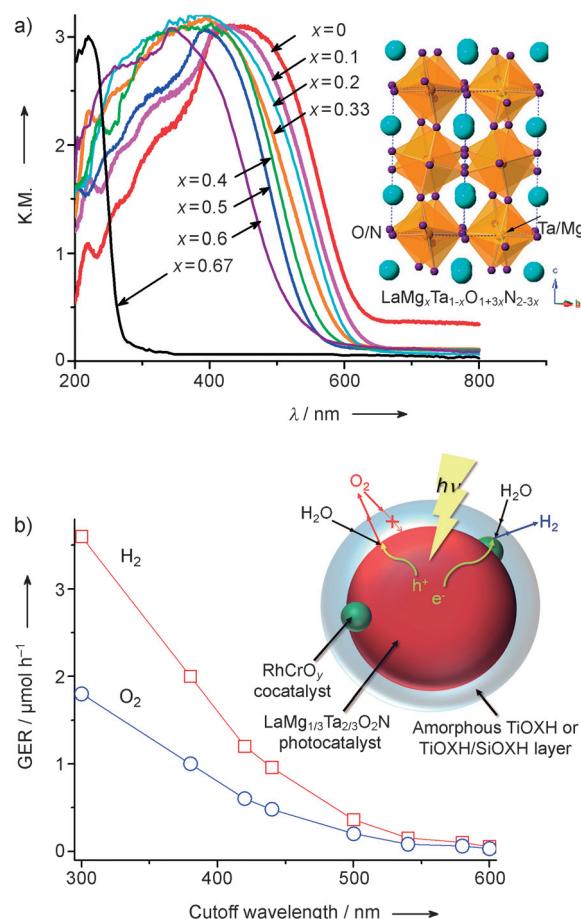 a)
K.M.
3
2
1
0
200
400
600
800
λ / nm
x=0
x=0.1
x=0.2
x=0.33
x=0.4
x=0.5
x=0.6
x=0.67
O/N
Ta/Mg
LaMgₓTa₁₋ₓO₁₊₃ₓN₂₋₃ₓ
c
b
b)
GER / μmol h⁻¹
3
2
1
0
300
400
500
600
Cutoff wavelength / nm
H₂
O₂
O₂
hν
H₂O
H₂O
H₂
h⁺
e⁻
RhCrOᵧ
cocatalyst
LaMg₁/₃Ta₂/₃O₂N
photocatalyst
Amorphous TiOXH or
TiOXH/SiOXH layer